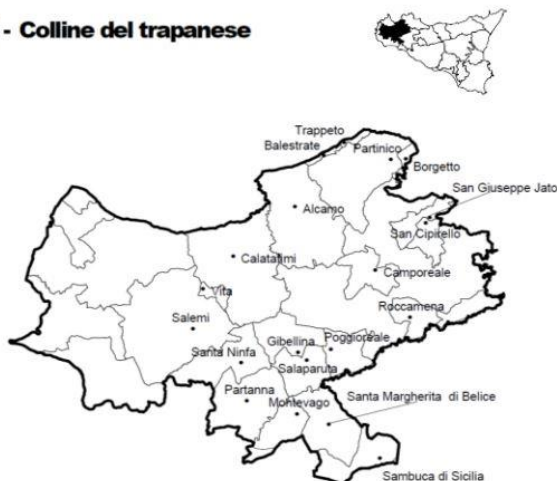 - Colline del trapanese
Trappeto
Balestrate
Partinico
Borgetto
San Giuseppe Jato
Alcamo
San Cipirello
Calatafimi
Camporeale
Vita
Roccamena
Salemi
Gibellina
Poggioreale
Santa Ninfa
Salaparuta
Partanna
Montevago
Santa Margherita di Belice
Sambuca di Sicilia